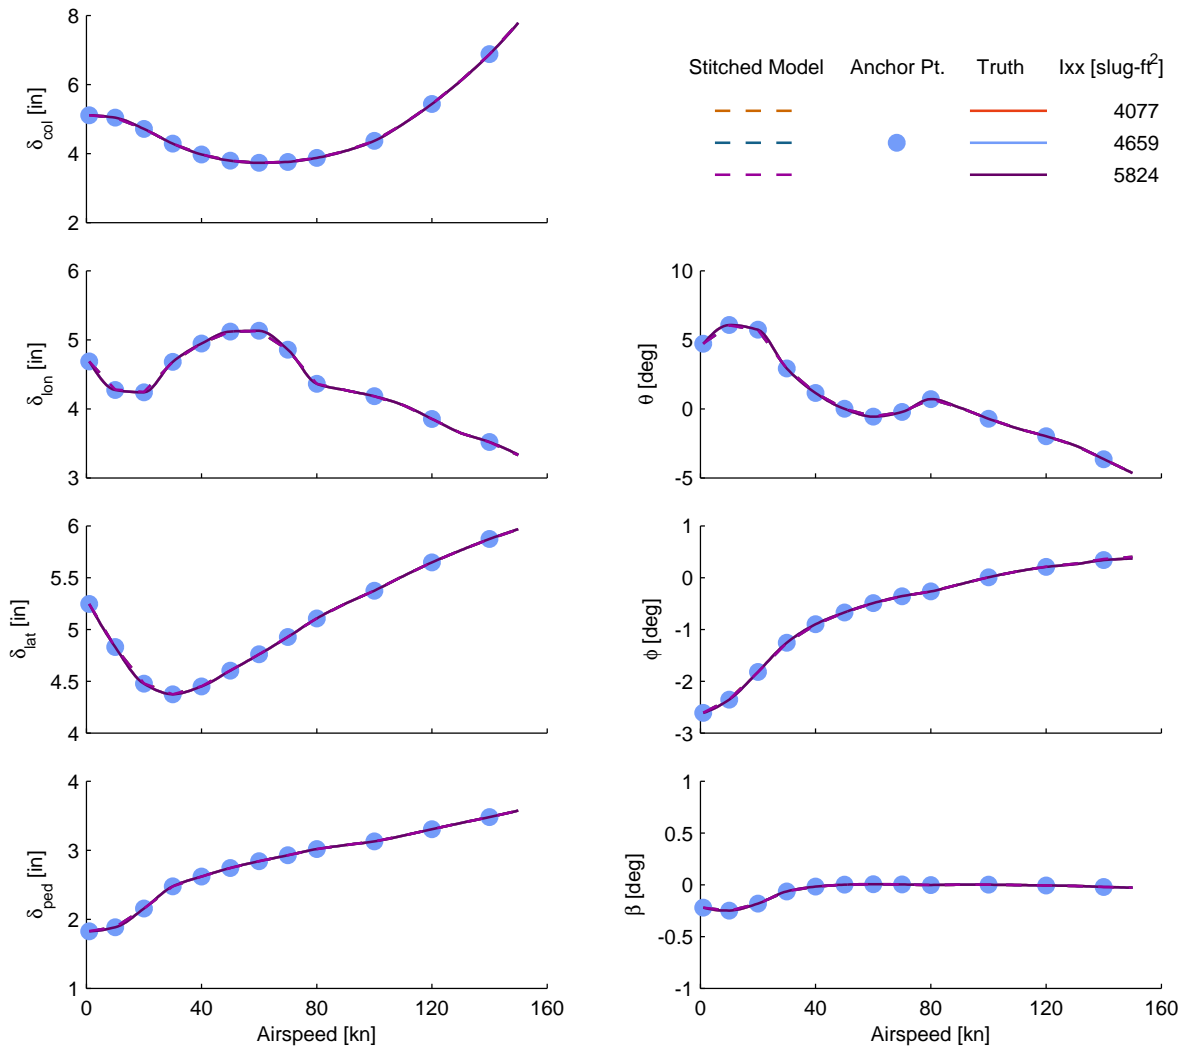 8
6
4
2
δcol [in]
Stitched Model Anchor Pt. Truth Ixx [slug-ft²]
4077
4659
5824
6
5
4
3
δlon [in]
10
5
0
-5
θ [deg]
6
5.5
5
4.5
4
δlat [in]
1
0
-1
-2
-3
ϕ [deg]
4
3
2
1
δped [in]
0 40 80 120 160
Airspeed [kn]
1
0.5
0
-0.5
-1
β [deg]
0 40 80 120 160
Airspeed [kn]